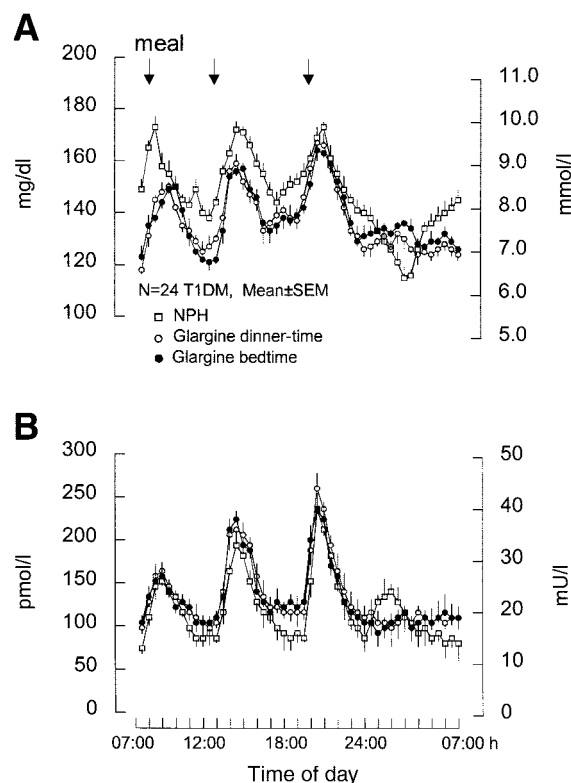 A
meal
200
180
160
140
120
100
mg/dl
11.0
10.0
9.0
8.0
7.0
6.0
5.0
mmol/l
N=24 T1DM, Mean±SEM
NPH
Glargine dinner-time
Glargine bedtime
B
300
250
200
150
100
50
0
pmol/l
50
40
30
20
10
0
mU/l
07:00 12:00 18:00 24:00 07:00 h
Time of day